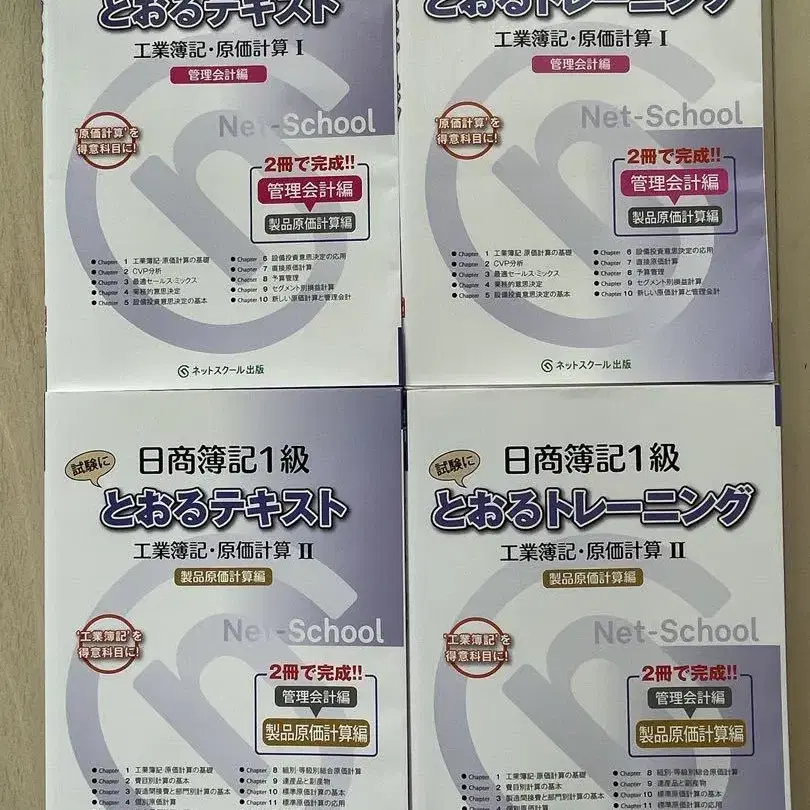 とおるテキスト
工業簿記・原価計算 I
管理会計編
Net-School
"原価計算"を
得意科目に!
2冊で完成!!
管理会計編
製品原価計算編
Chapter 1 工業簿記・原価計算の基礎
Chapter 2 CVP分析
Chapter 3 最適セールス・ミックス
Chapter 4 業務的意思決定
Chapter 5 設備投資意思決定の基本
Chapter 6 設備投資意思決定の応用
Chapter 7 直接原価計算
Chapter 8 予算管理
Chapter 9 セグメント別損益計算
Chapter 10 新しい原価計算と管理会計
ネットスクール出版
とおるトレーニング
工業簿記・原価計算 I
管理会計編
Net-School
"原価計算"を
得意科目に!
2冊で完成!!
管理会計編
製品原価計算編
Chapter 1 工業簿記・原価計算の基礎
Chapter 2 CVP分析
Chapter 3 最適セールス・ミックス
Chapter 4 業務的意思決定
Chapter 5 設備投資意思決定の基本
Chapter 6 設備投資意思決定の応用
Chapter 7 直接原価計算
Chapter 8 予算管理
Chapter 9 セグメント別損益計算
Chapter 10 新しい原価計算と管理会計
ネットスクール出版
試験に
日商簿記1級
とおるテキスト
工業簿記・原価計算 II
製品原価計算編
Net-School
"工業簿記"を
得意科目に!
2冊で完成!!
管理会計編
製品原価計算編
Chapter 1 工業簿記・原価計算の基礎
Chapter 2 費目別計算の基本
Chapter 3 製造間接費と部門別計算の基本
Chapter 4 個別原価計算
Chapter 8 組別・等級別総合原価計算
Chapter 9 連産品と副産物
Chapter 10 標準原価計算の基本
Chapter 11 標準原価計算の応用
試験に
日商簿記1級
とおるトレーニング
工業簿記・原価計算 II
製品原価計算編
Net-School
"工業簿記"を
得意科目に!
2冊で完成!!
管理会計編
製品原価計算編
Chapter 1 工業簿記・原価計算の基礎
Chapter 2 費目別計算の基本
Chapter 3 製造間接費と部門別計算の基本
Chapter 4 個別原価計算
Chapter 8 組別・等級別総合原価計算
Chapter 9 連産品と副産物
Chapter 10 標準原価計算の基本
Chapter 11 標準原価計算の応用